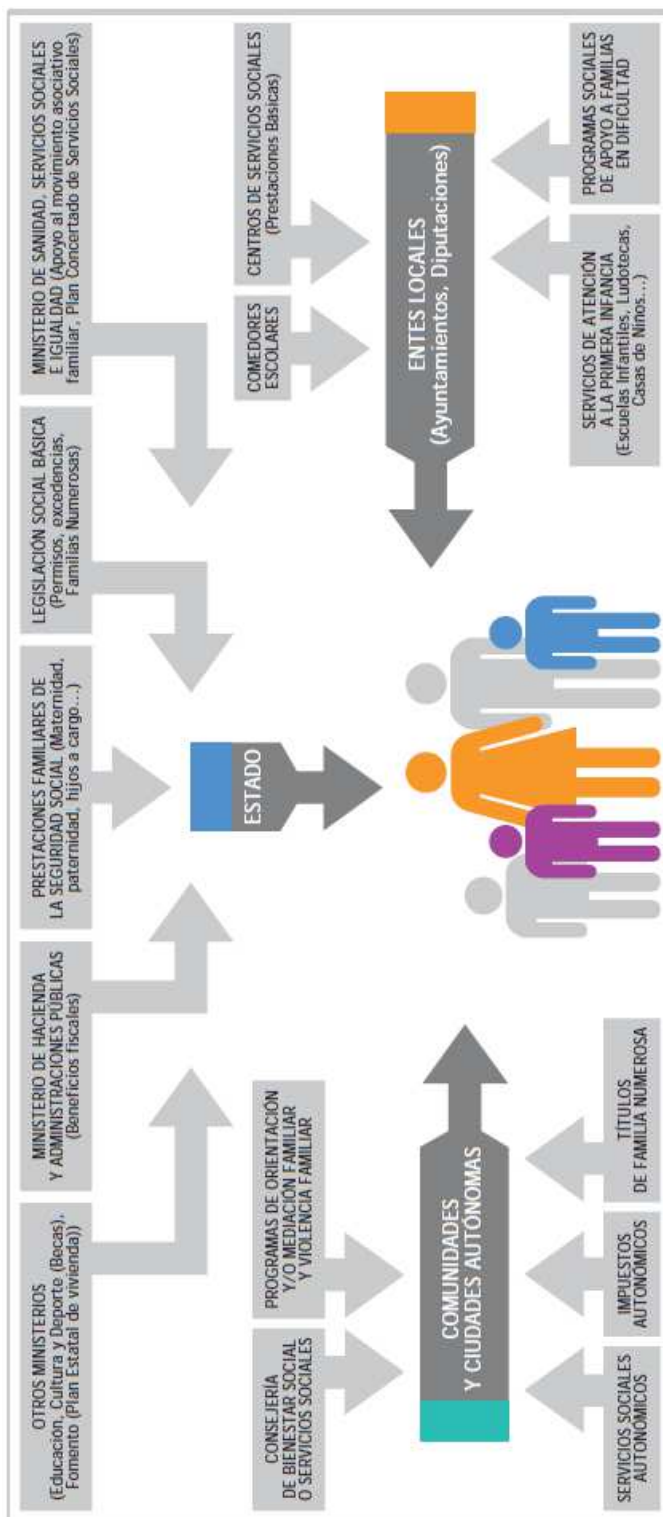 OTROS MINISTERIOS
(Educación, Cultura y Deporte (Becas),
Fomento (Plan Estatal de vivienda))
MINISTERIO DE HACIENDA
Y ADMINISTRACIONES PÚBLICAS
(Beneficios fiscales)
PRESTACIONES FAMILIARES DE
LA SEGURIDAD SOCIAL (Maternidad,
paternidad, hijos a cargo...)
LEGISLACIÓN SOCIAL BÁSICA
(Permisos, excedencias,
Familias Numerosas)
MINISTERIO DE SANIDAD, SERVICIOS SOCIALES
E IGUALDAD (Apoyo al movimiento asociativo
familiar, Plan Concertado de Servicios Sociales)
ESTADO
CONSEJERÍA
DE BIENESTAR SOCIAL
O SERVICIOS SOCIALES
PROGRAMAS DE ORIENTACIÓN
Y/O MEDIACIÓN FAMILIAR
Y VIOLENCIA FAMILIAR
COMUNIDADES
Y CIUDADES AUTÓNOMAS
SERVICIOS SOCIALES
AUTONÓMICOS
IMPUESTOS
AUTONÓMICOS
TÍTULOS
DE FAMILIA NUMEROSA
COMEDORES
ESCOLARES
CENTROS DE SERVICIOS SOCIALES
(Prestaciones Básicas)
ENTES LOCALES
(Ayuntamientos, Diputaciones)
SERVICIOS DE ATENCIÓN
A LA PRIMERA INFANCIA
(Escuelas Infantiles, Ludotecas,
Casas de Niños...)
PROGRAMAS SOCIALES
DE APOYO A FAMILIAS
EN DIFICULTAD